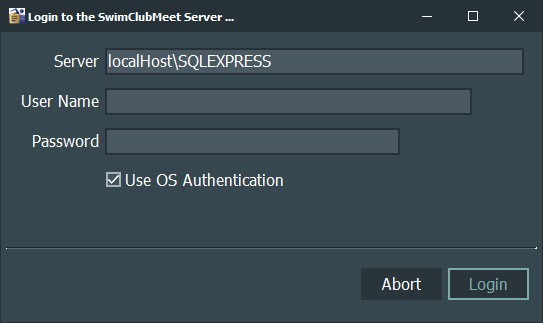 Login to the SwimClubMeet Server ...
Server localHost\SQLEXPRESS
User Name
Password
Use OS Authentication
Abort Login